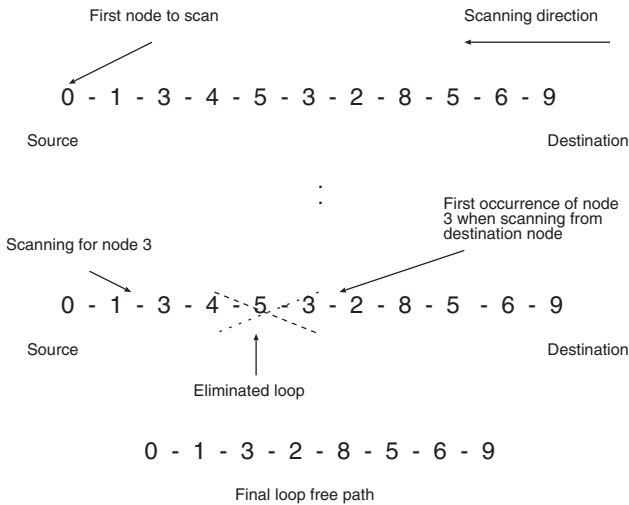 First node to scan
Scanning direction
0 - 1 - 3 - 4 - 5 - 3 - 2 - 8 - 5 - 6 - 9
Source
Destination
First occurrence of node
3 when scanning from
destination node
Scanning for node 3
0 - 1 - 3 - 4 - 5 - 3 - 2 - 8 - 5 - 6 - 9
Source
Destination
Eliminated loop
0 - 1 - 3 - 2 - 8 - 5 - 6 - 9
Final loop free path